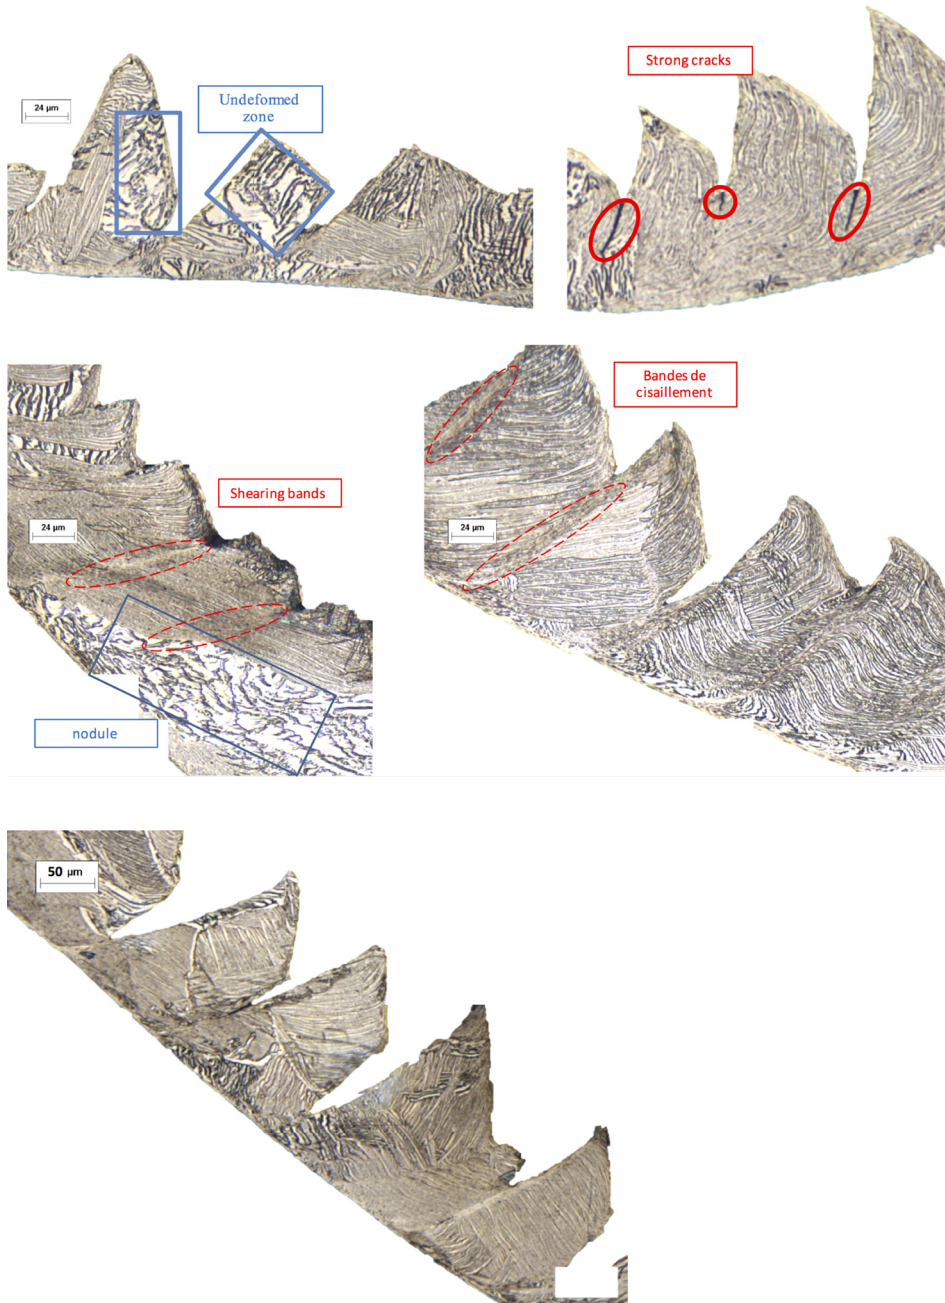 Strong cracks
Undeformed
zone
24 µm
Bandes de
cisaillement
Shearing bands
24 µm
24 µm
nodule
50 µm